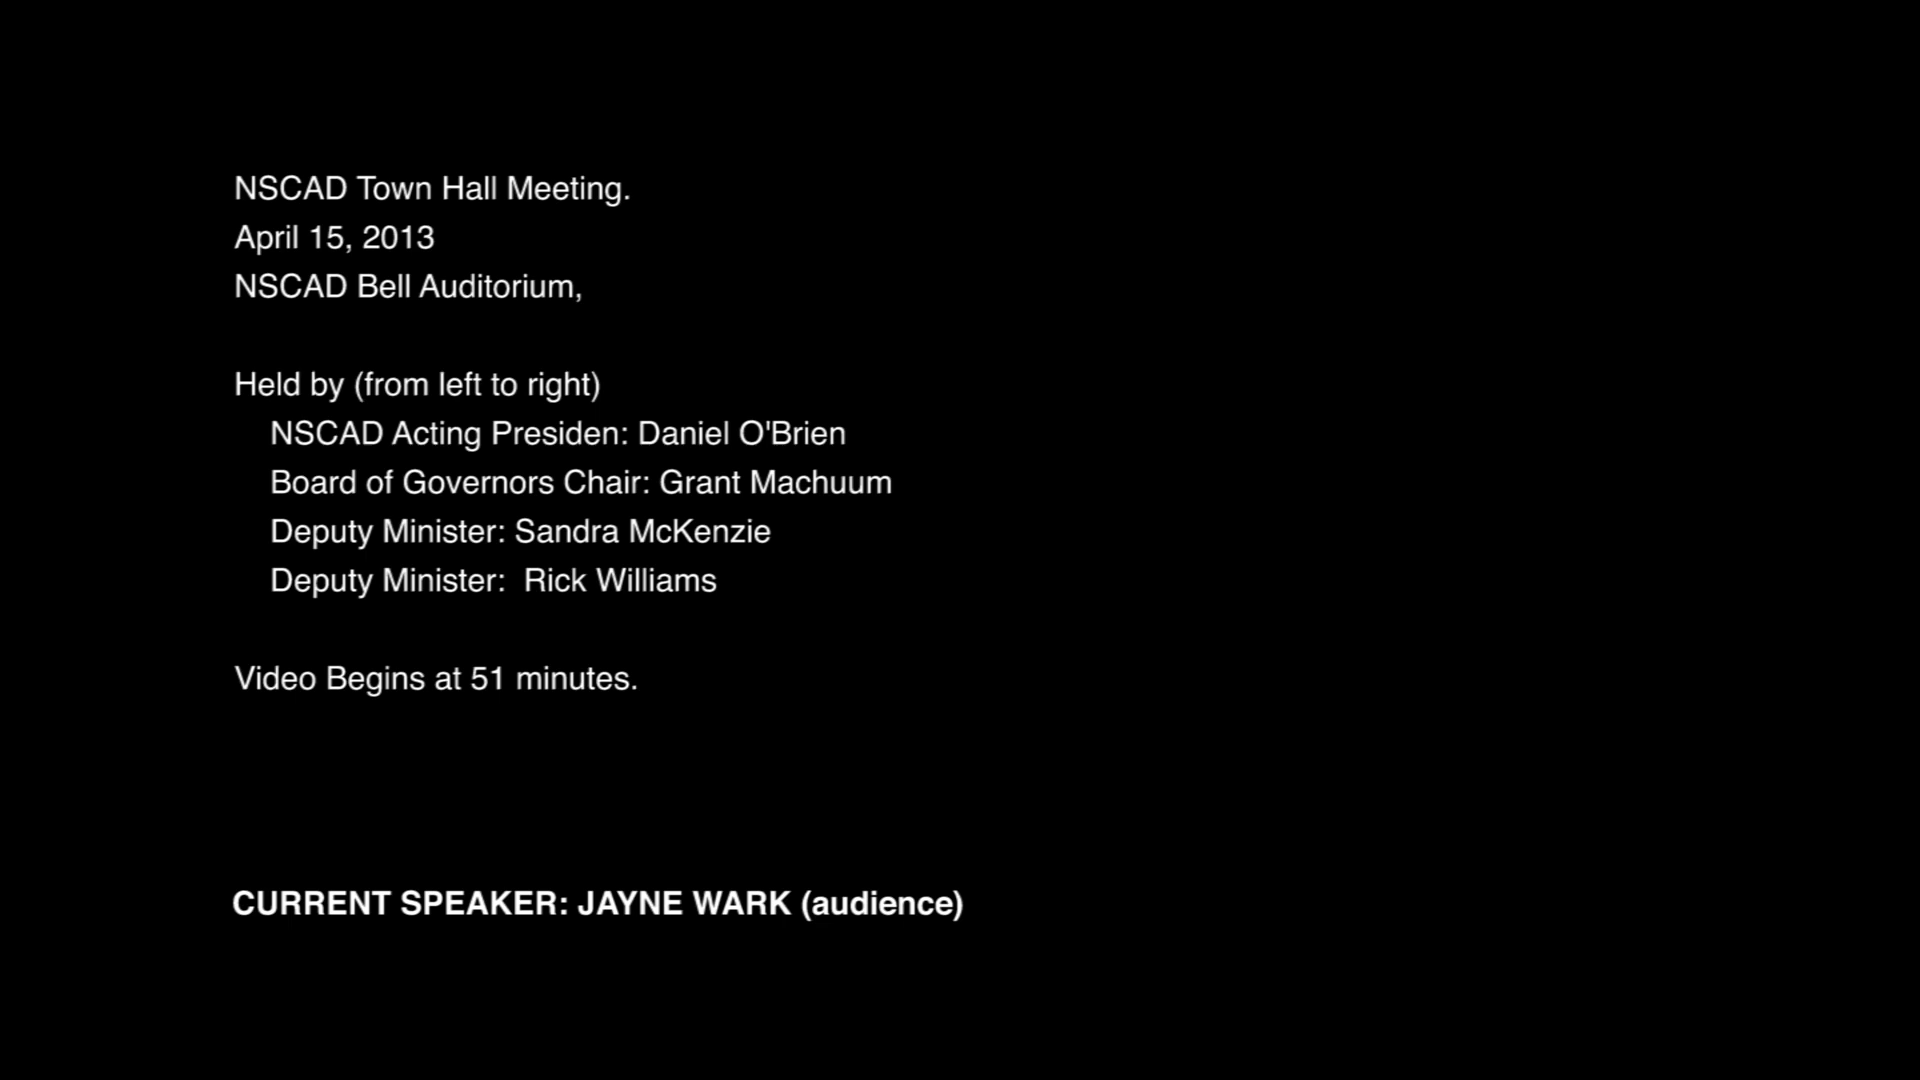 NSCAD Town Hall Meeting.
April 15, 2013
NSCAD Bell Auditorium,
Held by (from left to right)
NSCAD Acting Presiden: Daniel O'Brien
Board of Governors Chair: Grant Machuum
Deputy Minister: Sandra McKenzie
Deputy Minister:  Rick Williams
Video Begins at 51 minutes.
CURRENT SPEAKER: JAYNE WARK (audience)